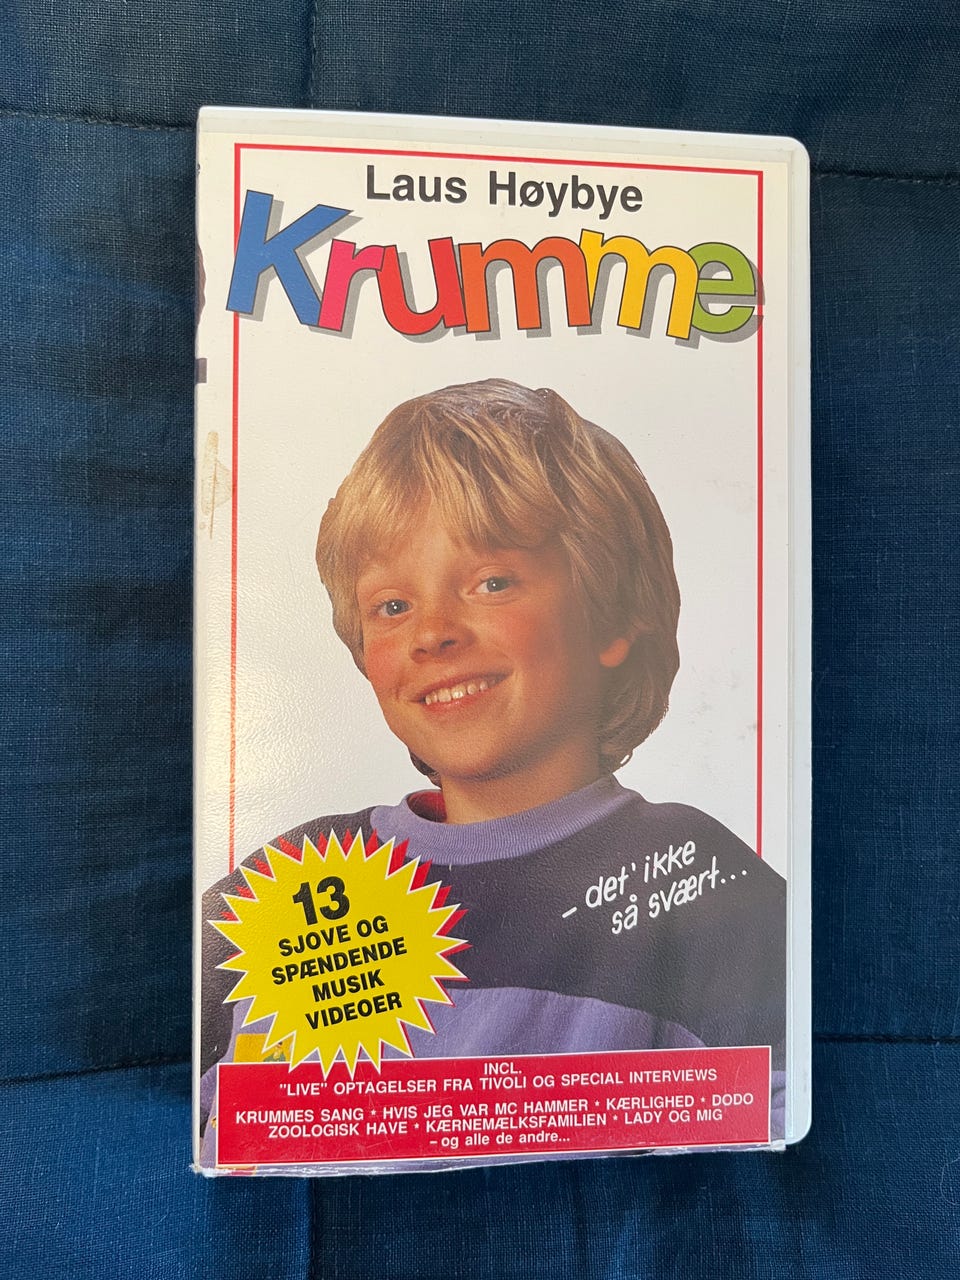 Laus Høybye
Krumme
- det' ikke
så svært...
13
SJOVE OG
SPÆNDENDE
MUSIK
VIDEOER
INCL.
"LIVE" OPTAGELSER FRA TIVOLI OG SPECIAL INTERVIEWS
KRUMMES SANG * HVIS JEG VAR MC HAMMER * KÆRLIGHED * DODO
ZOOLOGISK HAVE * KÆRNEMÆLKSFAMILIEN * LADY OG MIG
– og alle de andre...